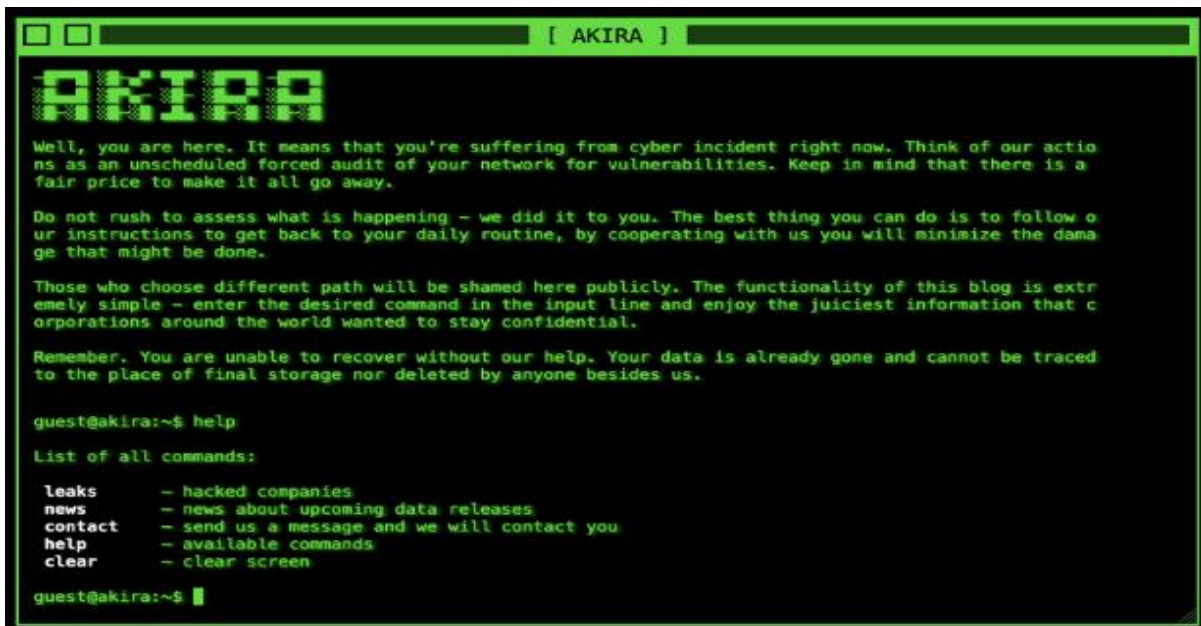 [ AKIRA ]
AKIRA
Well, you are here. It means that you're suffering from cyber incident right now. Think of our actio
ns as an unscheduled forced audit of your network for vulnerabilities. Keep in mind that there is a
fair price to make it all go away.
Do not rush to assess what is happening – we did it to you. The best thing you can do is to follow o
ur instructions to get back to your daily routine, by cooperating with us you will minimize the dama
ge that might be done.
Those who choose different path will be shamed here publicly. The functionality of this blog is extr
emely simple – enter the desired command in the input line and enjoy the juiciest information that c
orporations around the world wanted to stay confidential.
Remember. You are unable to recover without our help. Your data is already gone and cannot be traced
to the place of final storage nor deleted by anyone besides us.
guest@akira:~$ help
List of all commands:
leaks – hacked companies
news – news about upcoming data releases
contact – send us a message and we will contact you
help – available commands
clear – clear screen
guest@akira:~$